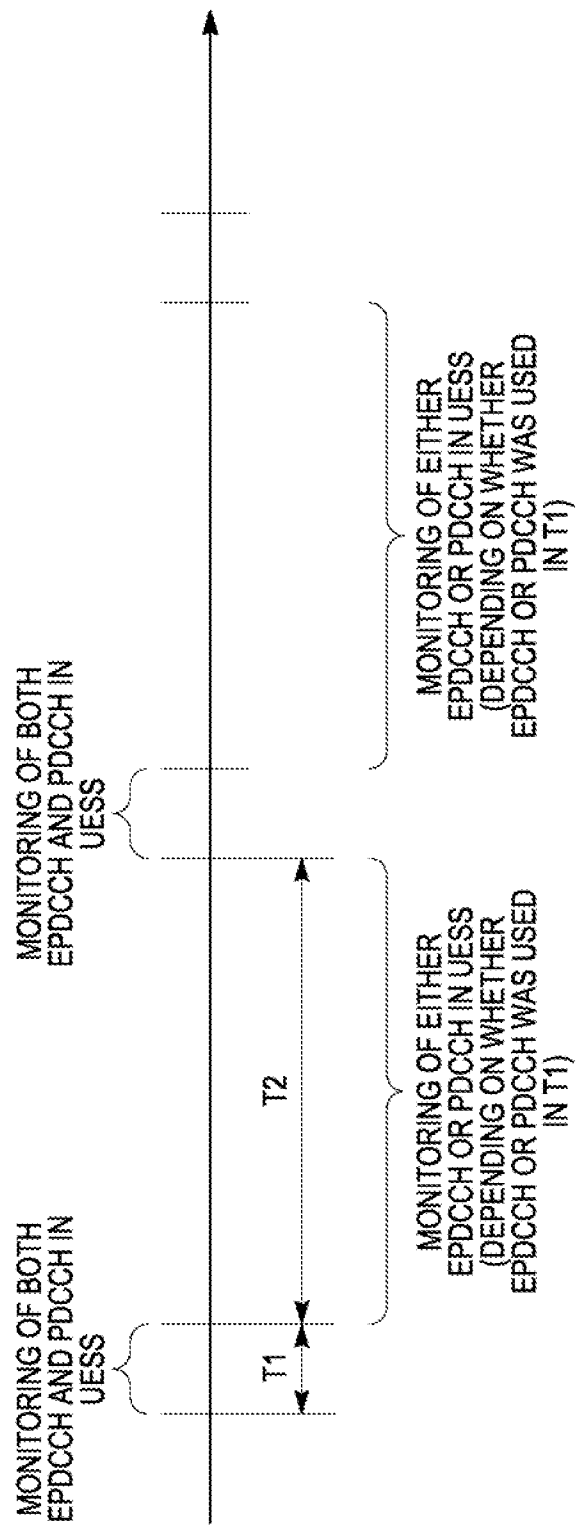 MONITORING OF BOTH
EPDCCH AND PDCCH IN
UESS
MONITORING OF BOTH
EPDCCH AND PDCCH IN
UESS
T1
T2
MONITORING OF EITHER
EPDCCH OR PDCCH IN UESS
(DEPENDING ON WHETHER
EPDCCH OR PDCCH WAS USED
IN T1)
MONITORING OF EITHER
EPDCCH OR PDCCH IN UESS
(DEPENDING ON WHETHER
EPDCCH OR PDCCH WAS USED
IN T1)